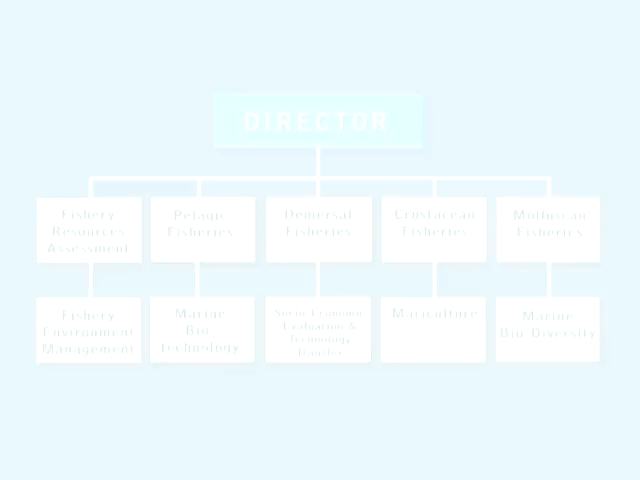 DIRECTOR
Fishery
Resources
Assessment
Pelagic
Fisheries
Demersal
Fisheries
Crustacean
Fisheries
Molluscan
Fisheries
Fishery
Environment
Management
Marine
Bio
Technology
Socio Economic
Evaluation &
Technology
Transfer
Mariculture
Marine
Bio-Diversity